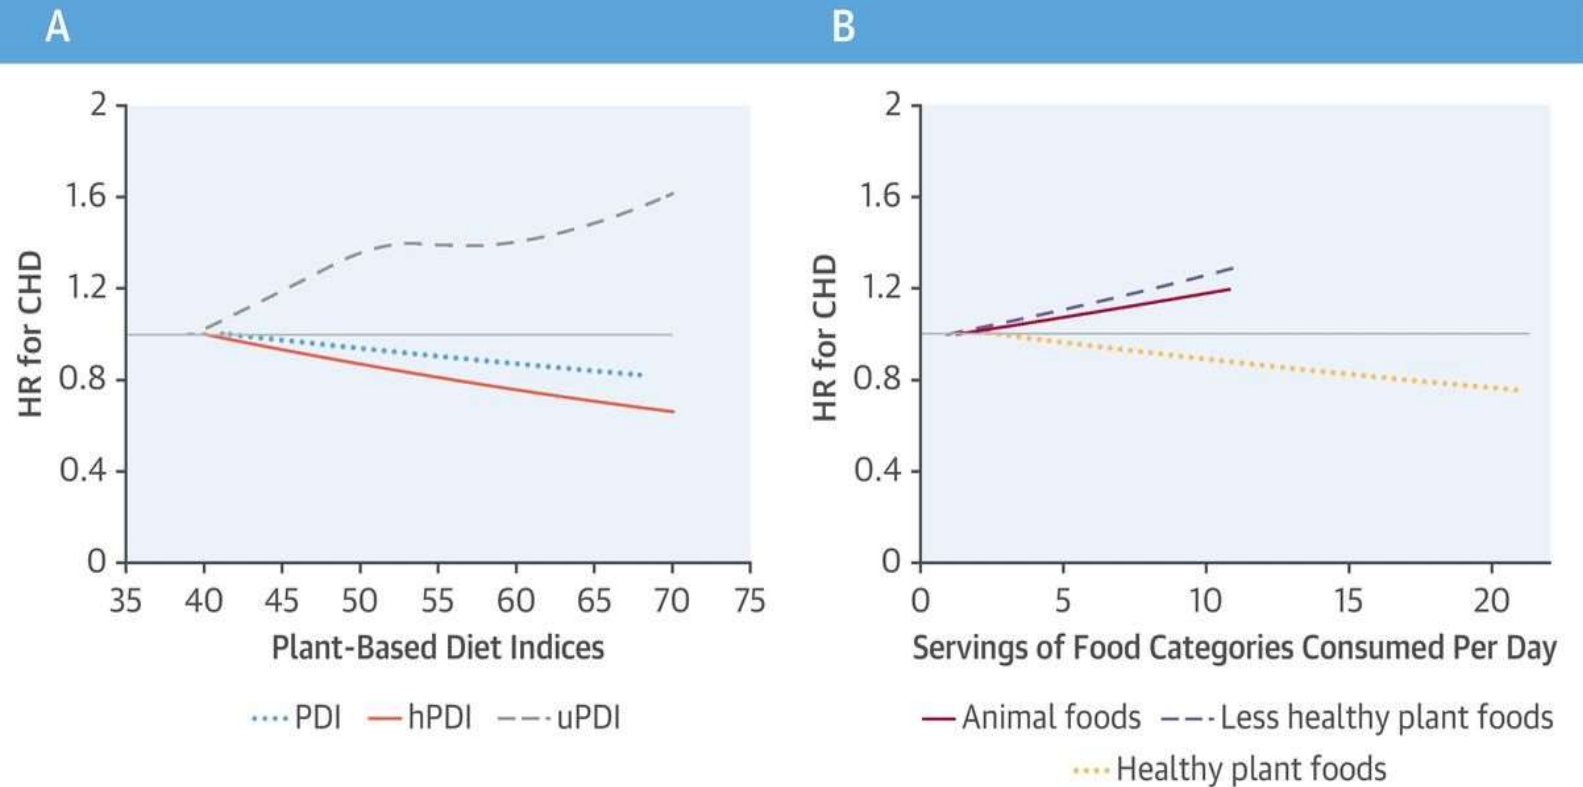 A
B
2
1.6
1.2
0.8
0.4
0
HR for CHD
35 40 45 50 55 60 65 70 75
Plant-Based Diet Indices
PDI hPDI uPDI
2
1.6
1.2
0.8
0.4
0
HR for CHD
0 5 10 15 20
Servings of Food Categories Consumed Per Day
Animal foods Less healthy plant foods
Healthy plant foods